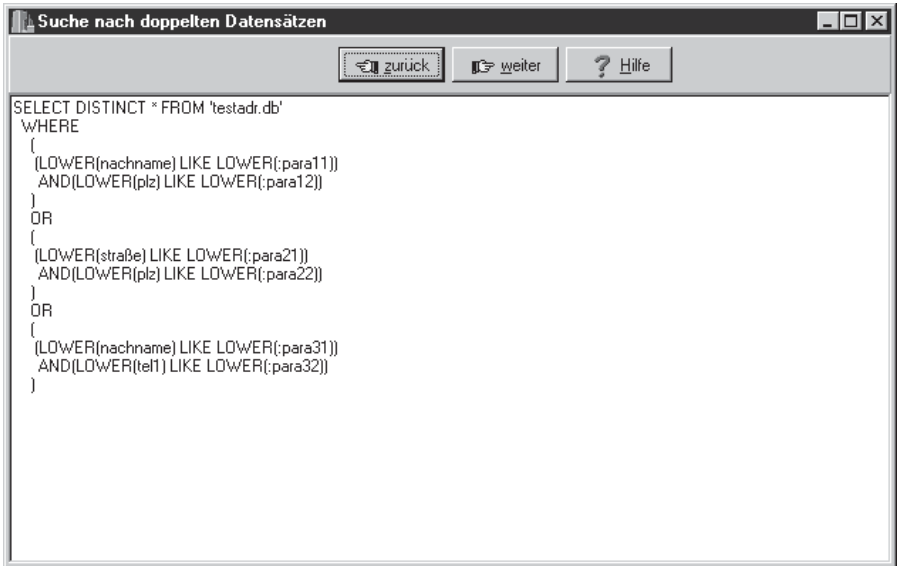 Suche nach doppelten Datensätzen
zurück weiter Hilfe
SELECT DISTINCT * FROM 'testadr.db'
WHERE
(
(LOWER(nachname) LIKE LOWER(:para11))
AND(LOWER(plz) LIKE LOWER(:para12))
)
OR
(
(LOWER(straße) LIKE LOWER(:para21))
AND(LOWER(plz) LIKE LOWER(:para22))
)
OR
(
(LOWER(nachname) LIKE LOWER(:para31))
AND(LOWER(tel1) LIKE LOWER(:para32))
)